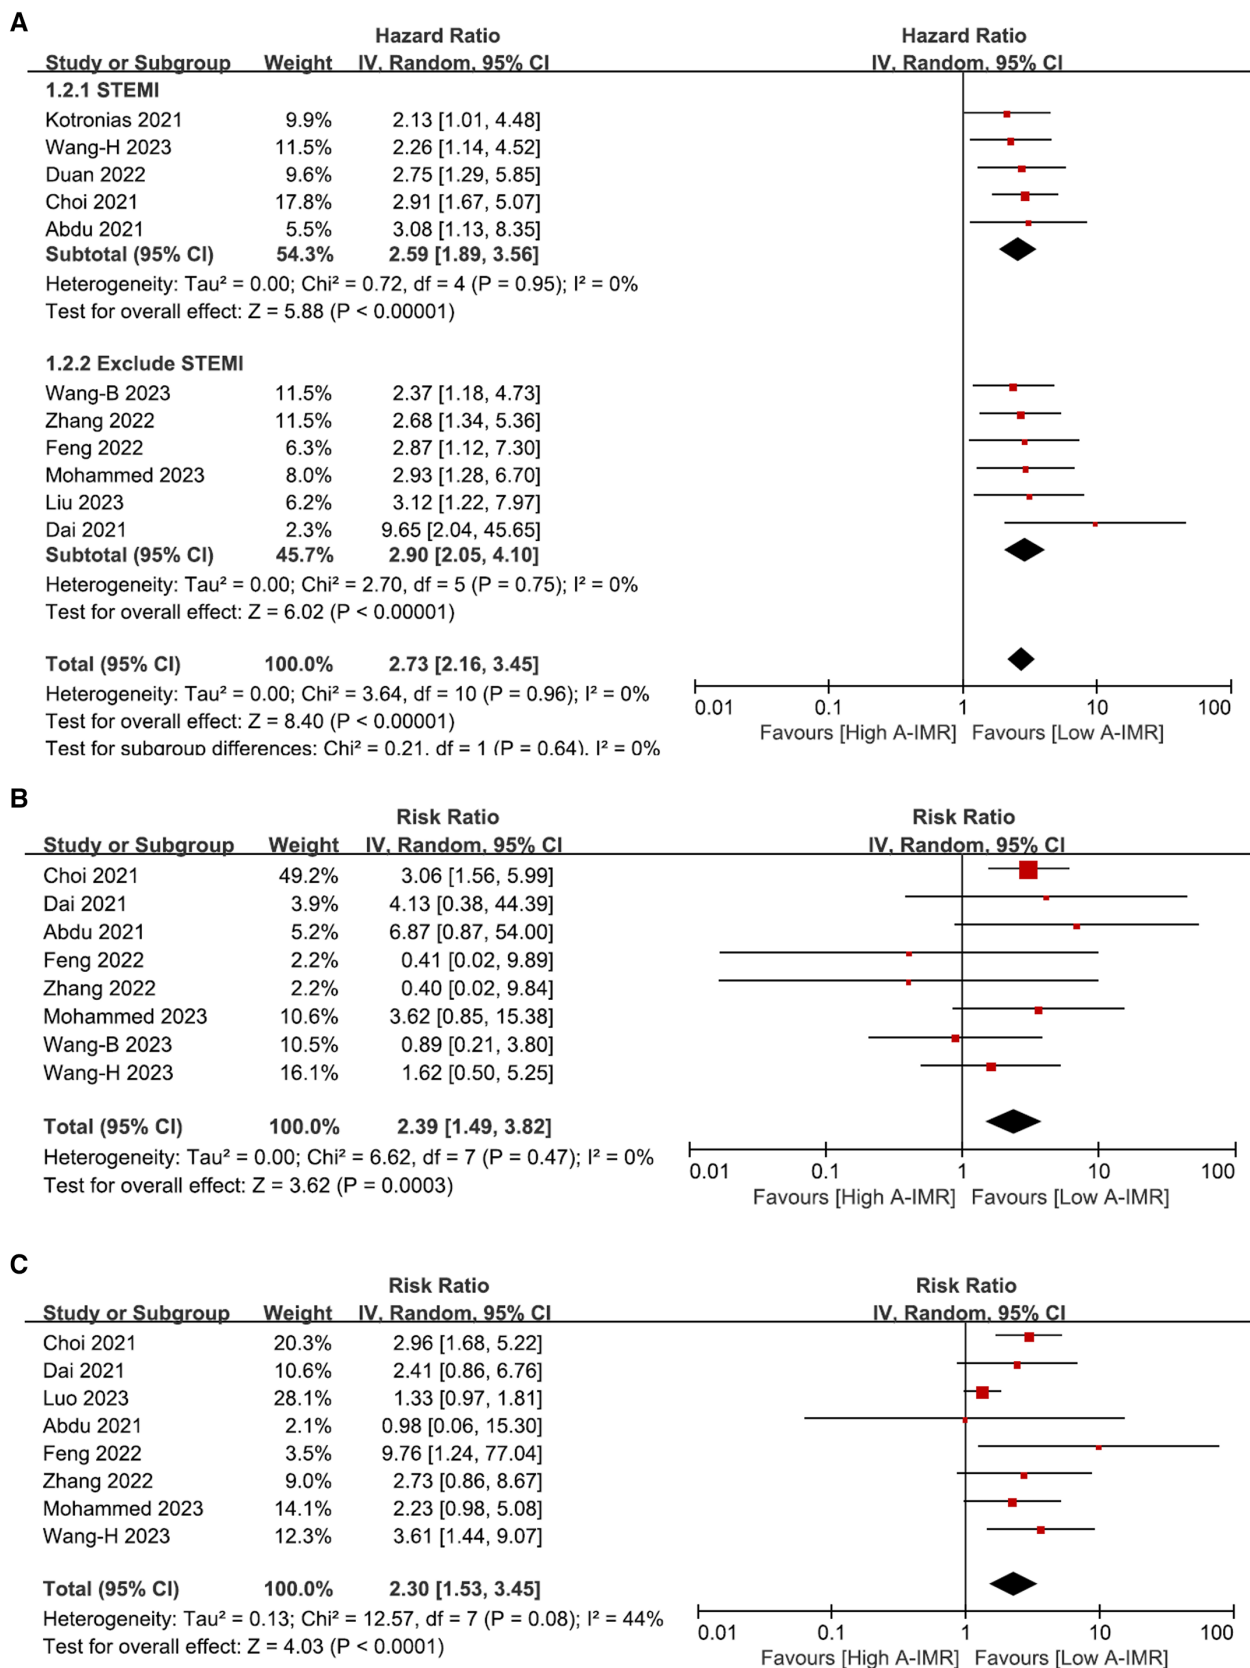 A
Hazard Ratio Hazard Ratio
Study or Subgroup Weight IV, Random, 95% CI IV, Random, 95% CI
1.2.1 STEMI
Kotronias 2021 9.9% 2.13 [1.01, 4.48]
Wang-H 2023 11.5% 2.26 [1.14, 4.52]
Duan 2022 9.6% 2.75 [1.29, 5.85]
Choi 2021 17.8% 2.91 [1.67, 5.07]
Abdu 2021 5.5% 3.08 [1.13, 8.35]
Subtotal (95% CI) 54.3% 2.59 [1.89, 3.56]
Heterogeneity: Tau² = 0.00; Chi² = 0.72, df = 4 (P = 0.95); I² = 0%
Test for overall effect: Z = 5.88 (P < 0.00001)
1.2.2 Exclude STEMI
Wang-B 2023 11.5% 2.37 [1.18, 4.73]
Zhang 2022 11.5% 2.68 [1.34, 5.36]
Feng 2022 6.3% 2.87 [1.12, 7.30]
Mohammed 2023 8.0% 2.93 [1.28, 6.70]
Liu 2023 6.2% 3.12 [1.22, 7.97]
Dai 2021 2.3% 9.65 [2.04, 45.65]
Subtotal (95% CI) 45.7% 2.90 [2.05, 4.10]
Heterogeneity: Tau² = 0.00; Chi² = 2.70, df = 5 (P = 0.75); I² = 0%
Test for overall effect: Z = 6.02 (P < 0.00001)
Total (95% CI) 100.0% 2.73 [2.16, 3.45]
Heterogeneity: Tau² = 0.00; Chi² = 3.64, df = 10 (P = 0.96); I² = 0%
Test for overall effect: Z = 8.40 (P < 0.00001)
Test for subgroup differences: Chi² = 0.21, df = 1 (P = 0.64), I² = 0%
0.01 0.1 1 10 100
Favours [High A-IMR] Favours [Low A-IMR]
B
Risk Ratio Risk Ratio
Study or Subgroup Weight IV, Random, 95% CI IV, Random, 95% CI
Choi 2021 49.2% 3.06 [1.56, 5.99]
Dai 2021 3.9% 4.13 [0.38, 44.39]
Abdu 2021 5.2% 6.87 [0.87, 54.00]
Feng 2022 2.2% 0.41 [0.02, 9.89]
Zhang 2022 2.2% 0.40 [0.02, 9.84]
Mohammed 2023 10.6% 3.62 [0.85, 15.38]
Wang-B 2023 10.5% 0.89 [0.21, 3.80]
Wang-H 2023 16.1% 1.62 [0.50, 5.25]
Total (95% CI) 100.0% 2.39 [1.49, 3.82]
Heterogeneity: Tau² = 0.00; Chi² = 6.62, df = 7 (P = 0.47); I² = 0%
Test for overall effect: Z = 3.62 (P = 0.0003)
0.01 0.1 1 10 100
Favours [High A-IMR] Favours [Low A-IMR]
C
Risk Ratio Risk Ratio
Study or Subgroup Weight IV, Random, 95% CI IV, Random, 95% CI
Choi 2021 20.3% 2.96 [1.68, 5.22]
Dai 2021 10.6% 2.41 [0.86, 6.76]
Luo 2023 28.1% 1.33 [0.97, 1.81]
Abdu 2021 2.1% 0.98 [0.06, 15.30]
Feng 2022 3.5% 9.76 [1.24, 77.04]
Zhang 2022 9.0% 2.73 [0.86, 8.67]
Mohammed 2023 14.1% 2.23 [0.98, 5.08]
Wang-H 2023 12.3% 3.61 [1.44, 9.07]
Total (95% CI) 100.0% 2.30 [1.53, 3.45]
Heterogeneity: Tau² = 0.13; Chi² = 12.57, df = 7 (P = 0.08); I² = 44%
Test for overall effect: Z = 4.03 (P < 0.0001)
0.01 0.1 1 10 100
Favours [High A-IMR] Favours [Low A-IMR]